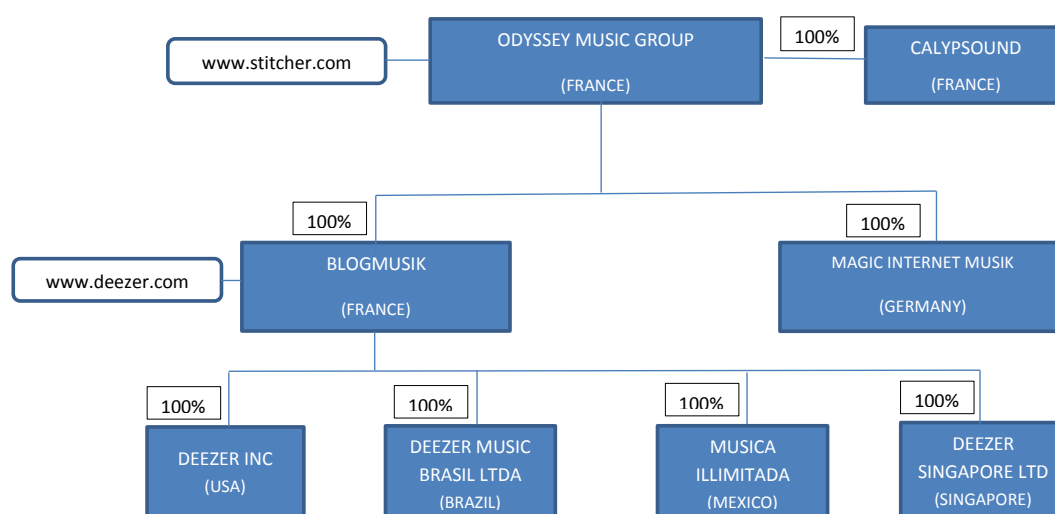 ODYSSEY MUSIC GROUP
(FRANCE)
100%
CALYPSOUND
(FRANCE)
www.stitcher.com
100%
100%
BLOGMUSIK
(FRANCE)
MAGIC INTERNET MUSIK
(GERMANY)
www.deezer.com
100%
100%
100%
100%
DEEZER INC
(USA)
DEEZER MUSIC
BRASIL LTDA
(BRAZIL)
MUSICA
ILLIMITADA
(MEXICO)
DEEZER
SINGAPORE LTD
(SINGAPORE)